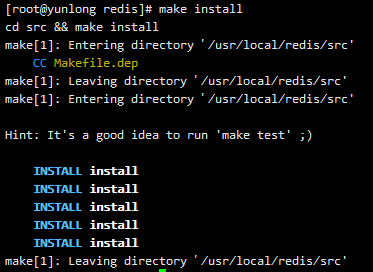 [root@yunlong redis]# make install
cd src && make install
make[1]: Entering directory '/usr/local/redis/src'
    CC Makefile.dep
make[1]: Leaving directory '/usr/local/redis/src'
make[1]: Entering directory '/usr/local/redis/src'

Hint: It's a good idea to run 'make test' ;)

    INSTALL install
    INSTALL install
    INSTALL install
    INSTALL install
    INSTALL install
make[1]: Leaving directory '/usr/local/redis/src'